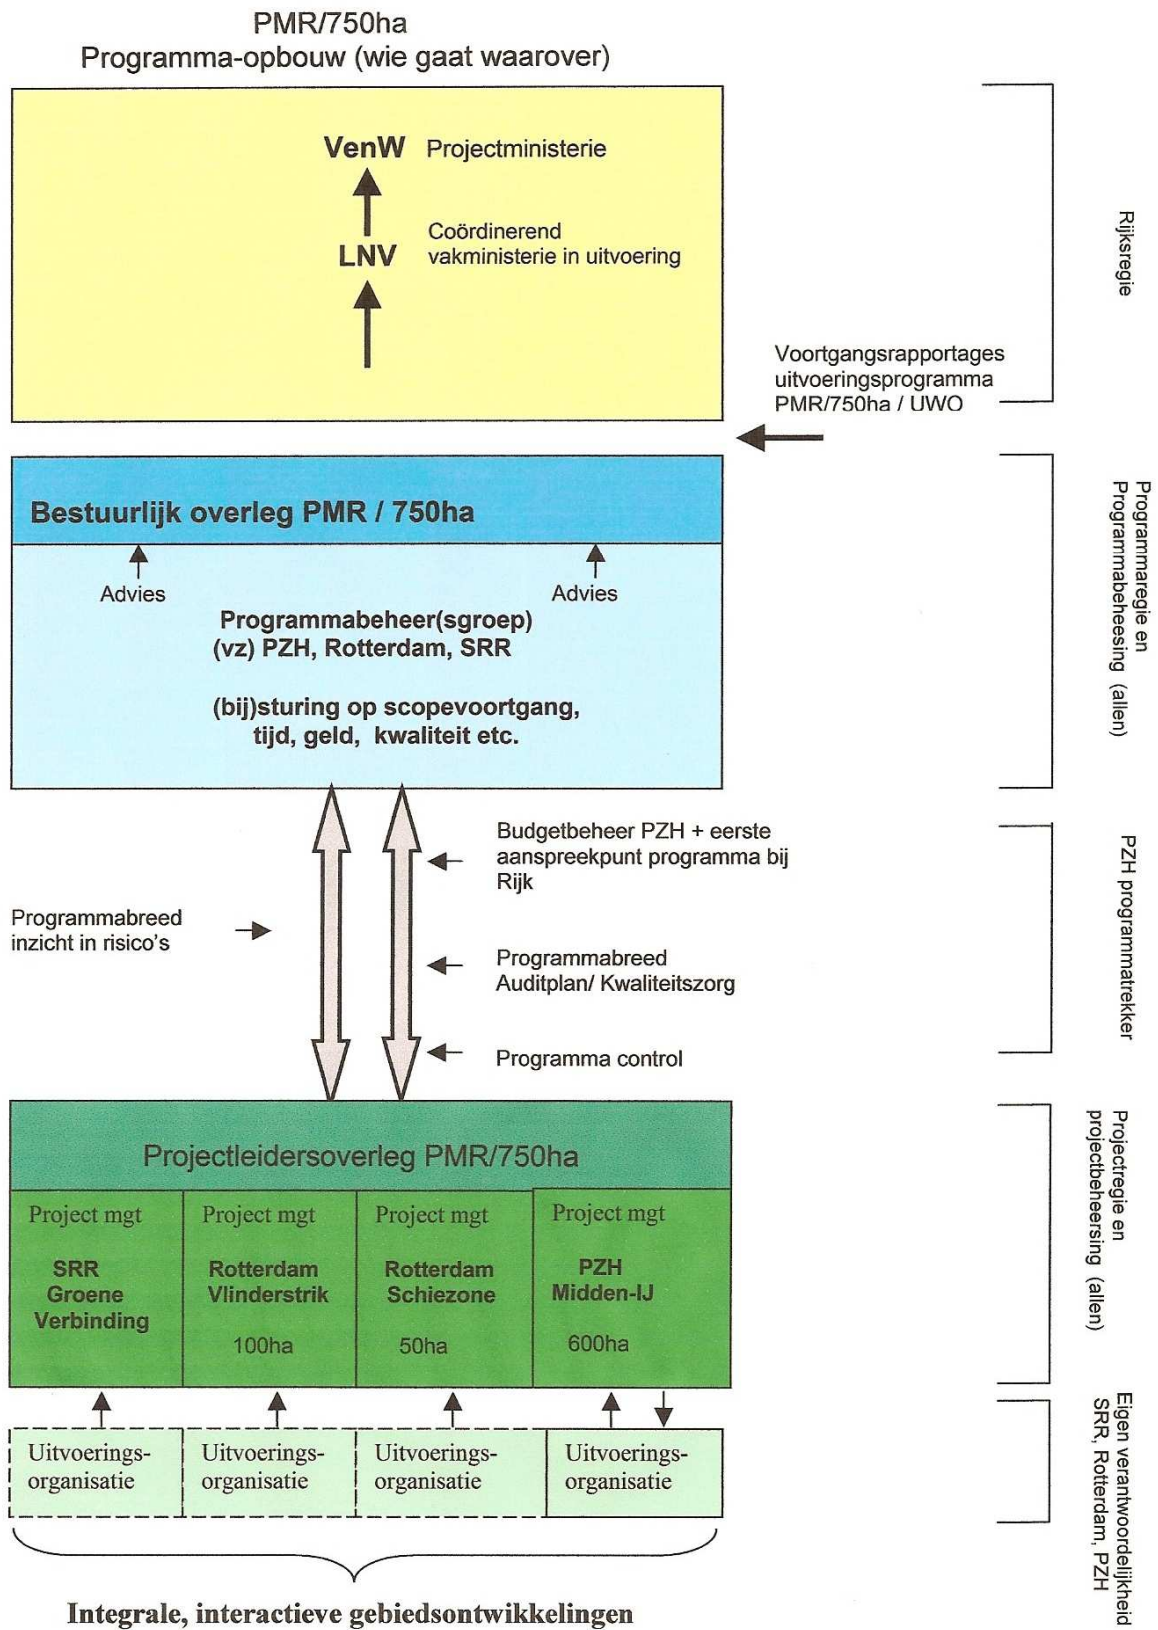 PMR/750ha
Programma-opbouw (wie gaat waarover)
VenW Projectministerie
Coördinerend
LNV vakministerie in uitvoering
Rijksregie
Voortgangsrapportages
uitvoeringsprogramma
PMR/750ha / UWO
Bestuurlijk overleg PMR / 750ha
Advies
Advies
Programmabeheer(sgroep)
(vz) PZH, Rotterdam, SRR
(bij)sturing op scopevoortgang,
tijd, geld, kwaliteit etc.
Programmaregie en
Programmabeheesing (allen)
Budgetbeheer PZH + eerste
aanspreekpunt programma bij
Rijk
Programmabreed
inzicht in risico's
Programmabreed
Auditplan/ Kwaliteitszorg
Programma control
PZH programmatrekker
Projectleidersoverleg PMR/750ha
Project mgt
SRR
Groene
Verbinding
Project mgt
Rotterdam
Vlinderstrik
100ha
Project mgt
Rotterdam
Schiezone
50ha
Project mgt
PZH
Midden-IJ
600ha
Projectregie en
projectbeheersing (allen)
Uitvoerings-
organisatie
Uitvoerings-
organisatie
Uitvoerings-
organisatie
Uitvoerings-
organisatie
Eigen verantwoordelijkheid
SRR, Rotterdam, PZH
Integrale, interactieve gebiedsontwikkelingen